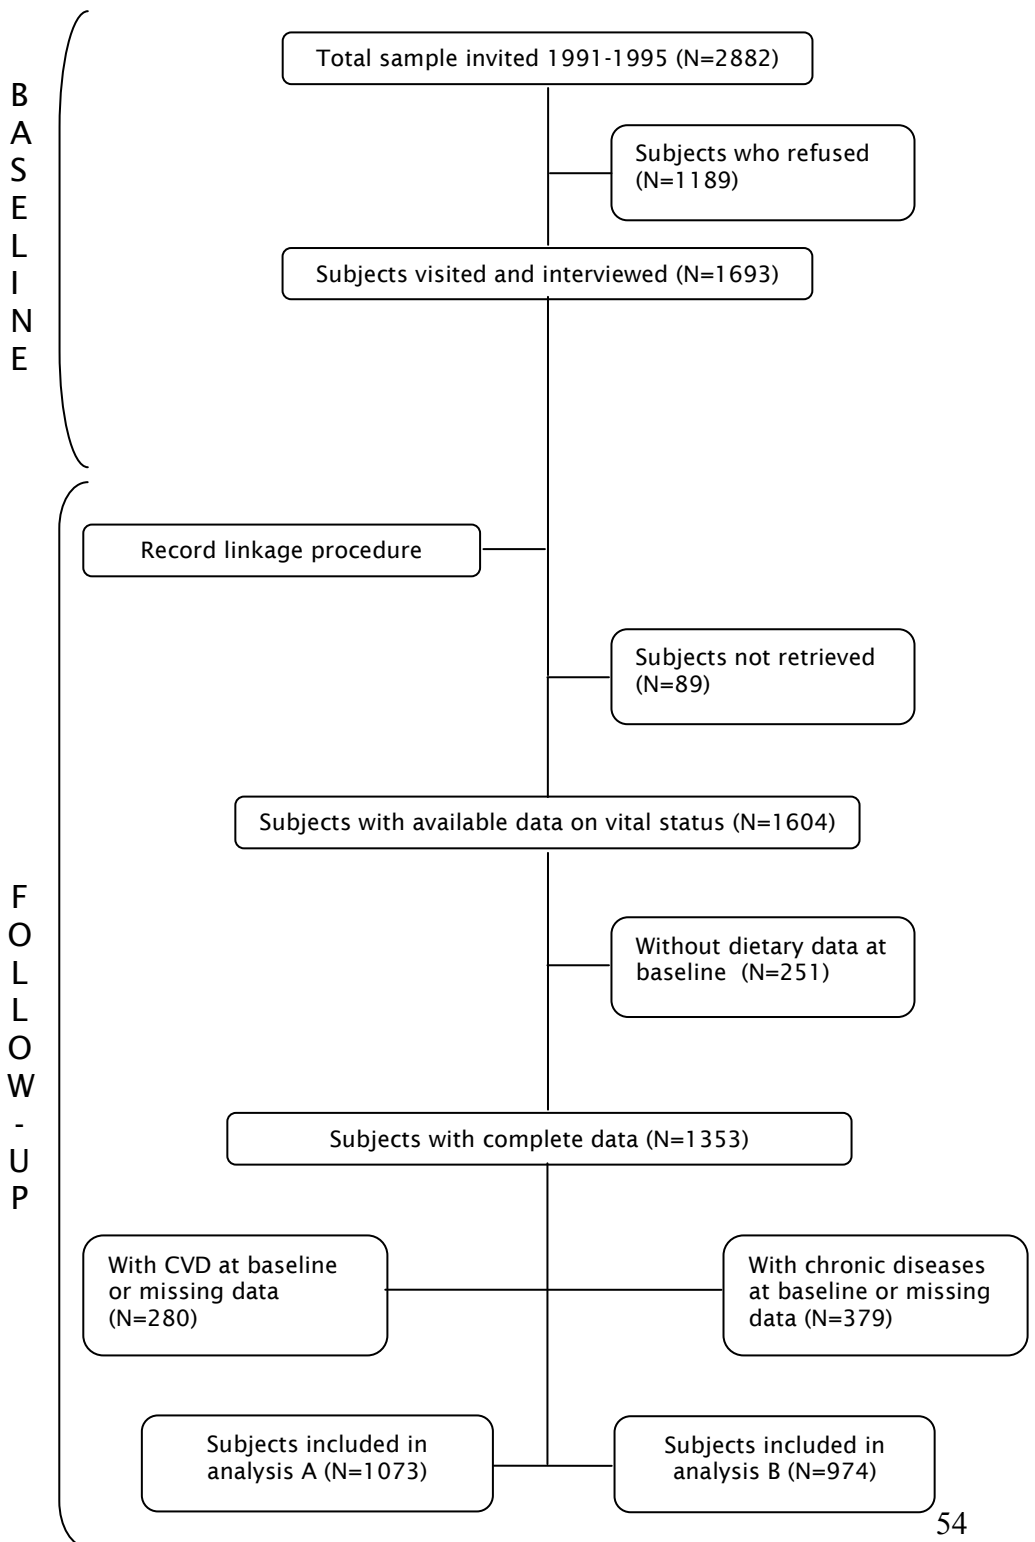 BASELINE
Total sample invited 1991-1995 (N=2882)
Subjects who refused
(N=1189)
Subjects visited and interviewed (N=1693)
FOLLOW-UP
Record linkage procedure
Subjects not retrieved
(N=89)
Subjects with available data on vital status (N=1604)
Without dietary data at
baseline (N=251)
Subjects with complete data (N=1353)
With CVD at baseline
or missing data
(N=280)
With chronic diseases
at baseline or missing
data (N=379)
Subjects included in
analysis A (N=1073)
Subjects included in
analysis B (N=974)
54